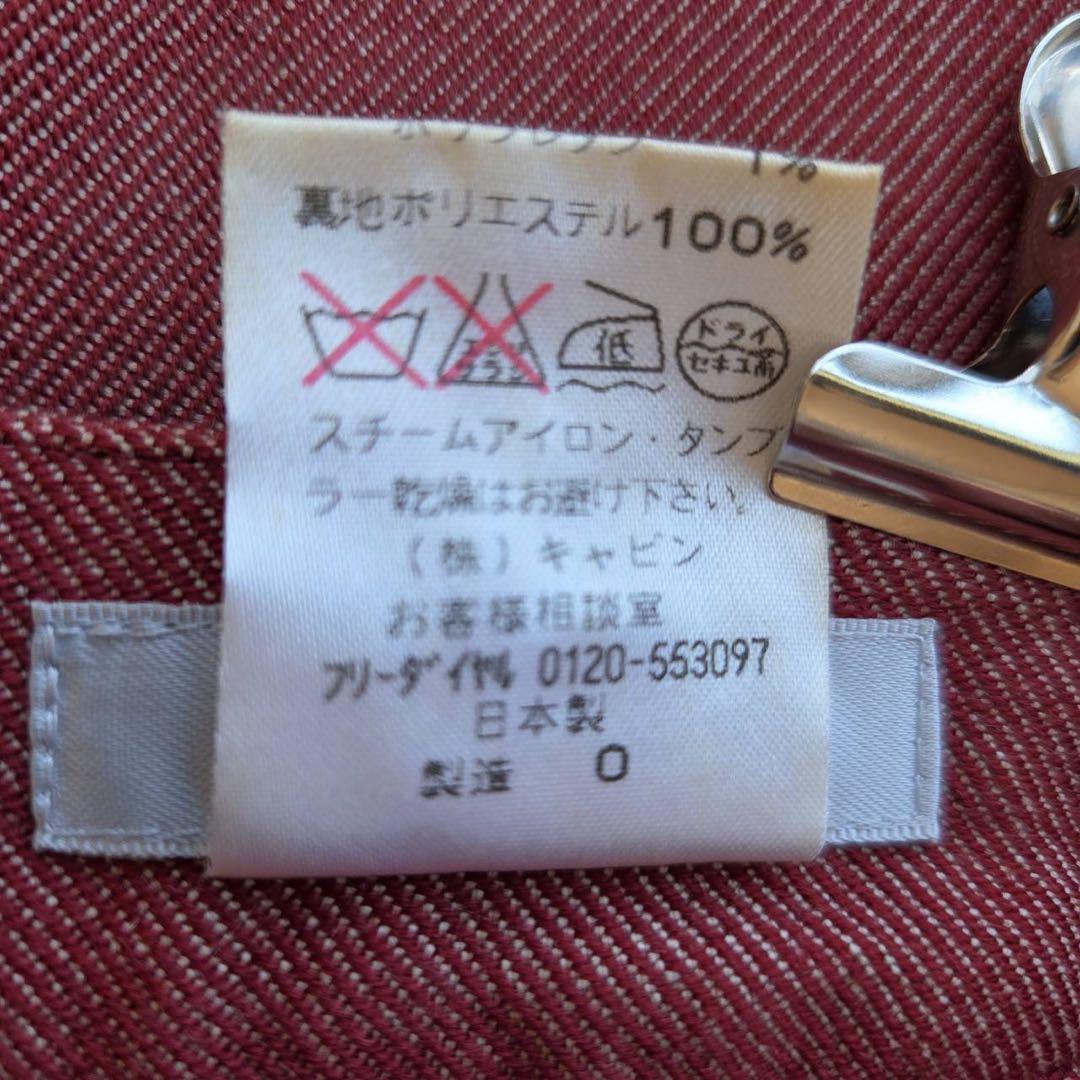 1%
裏地ポリエステル100%
低
ドライ
セキユ系
スチームアイロン・タンブ
ラー乾燥はお避け下さい。
(株)キャビン
お客様相談室
フリーダイヤル 0120-553097
日本製
製造 0